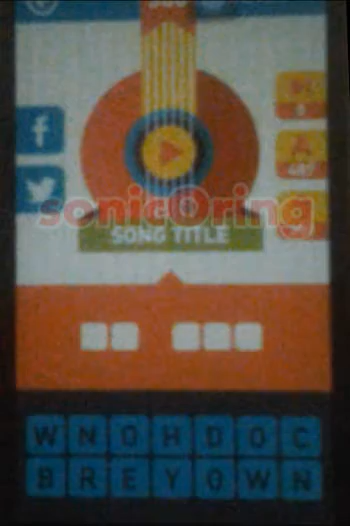 sonicOring
SONG TITLE
W N O H D O C
B R E Y O W N